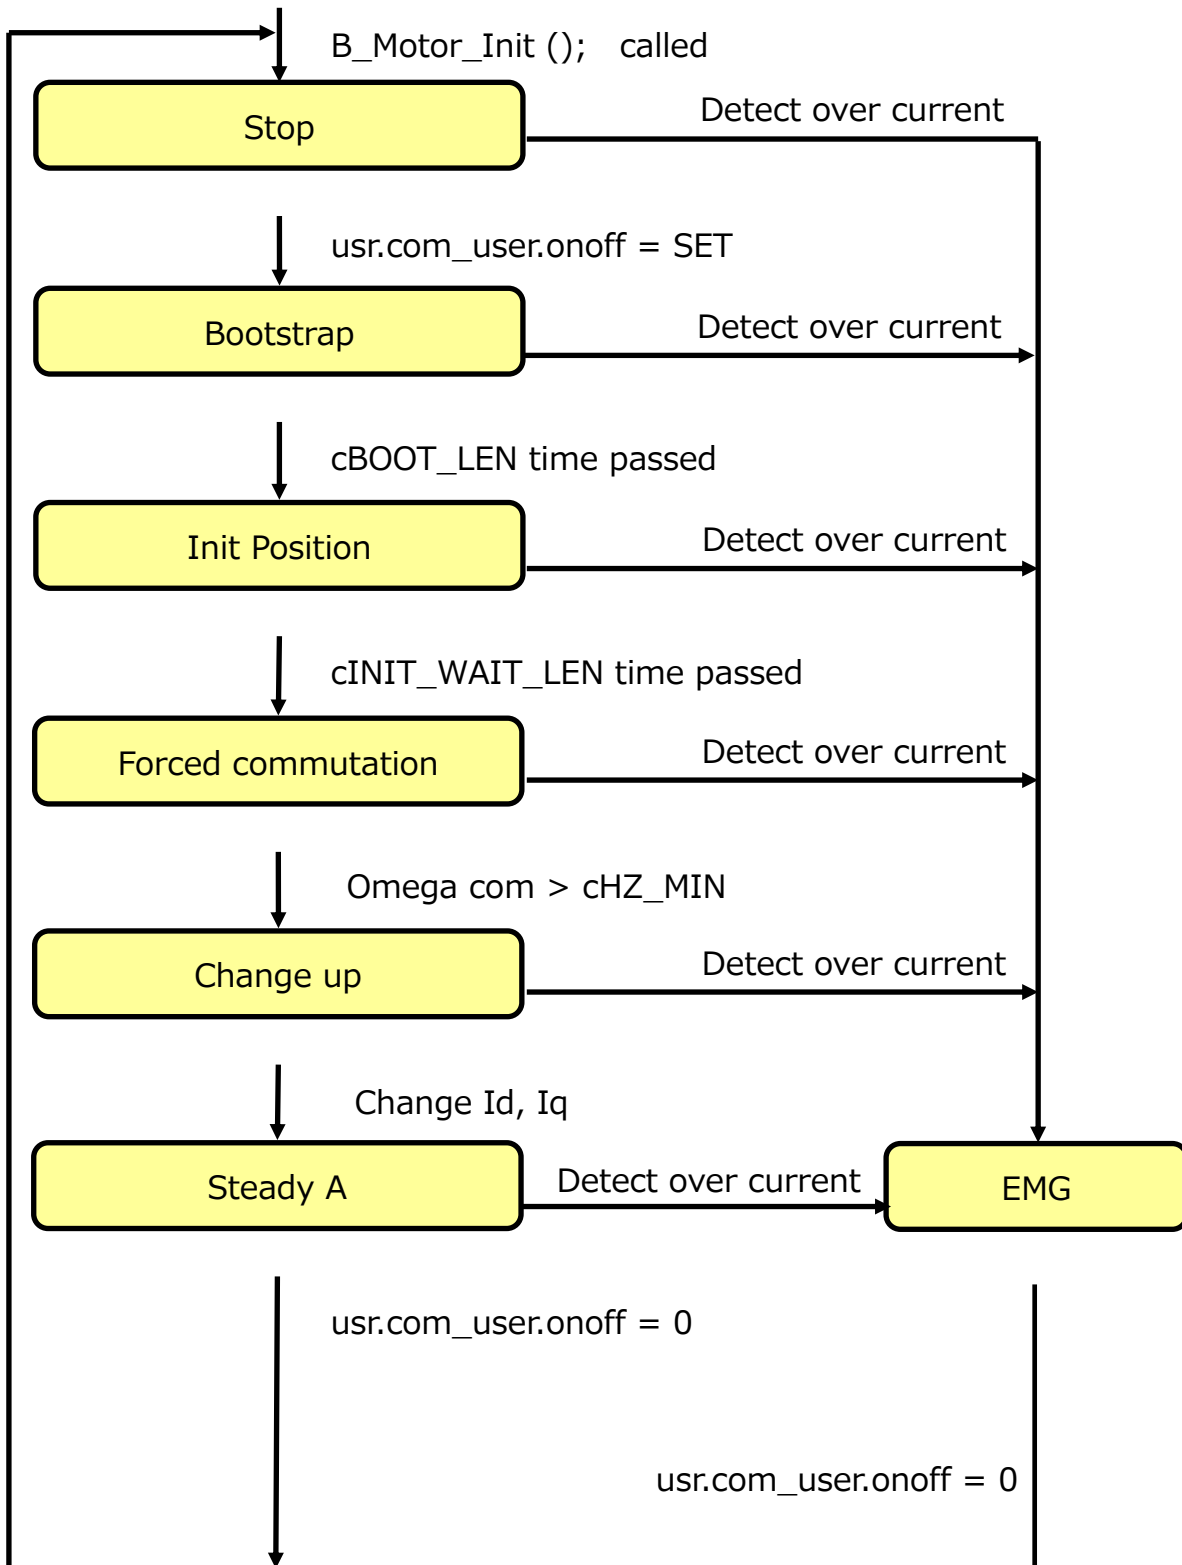 B_Motor_Init ();   called
Stop
Detect over current
usr.com_user.onoff = SET
Bootstrap
Detect over current
cBOOT_LEN time passed
Init Position
Detect over current
cINIT_WAIT_LEN time passed
Forced commutation
Detect over current
Omega com > cHZ_MIN
Change up
Detect over current
Change Id, Iq
Steady A
Detect over current
EMG
usr.com_user.onoff = 0
usr.com_user.onoff = 0